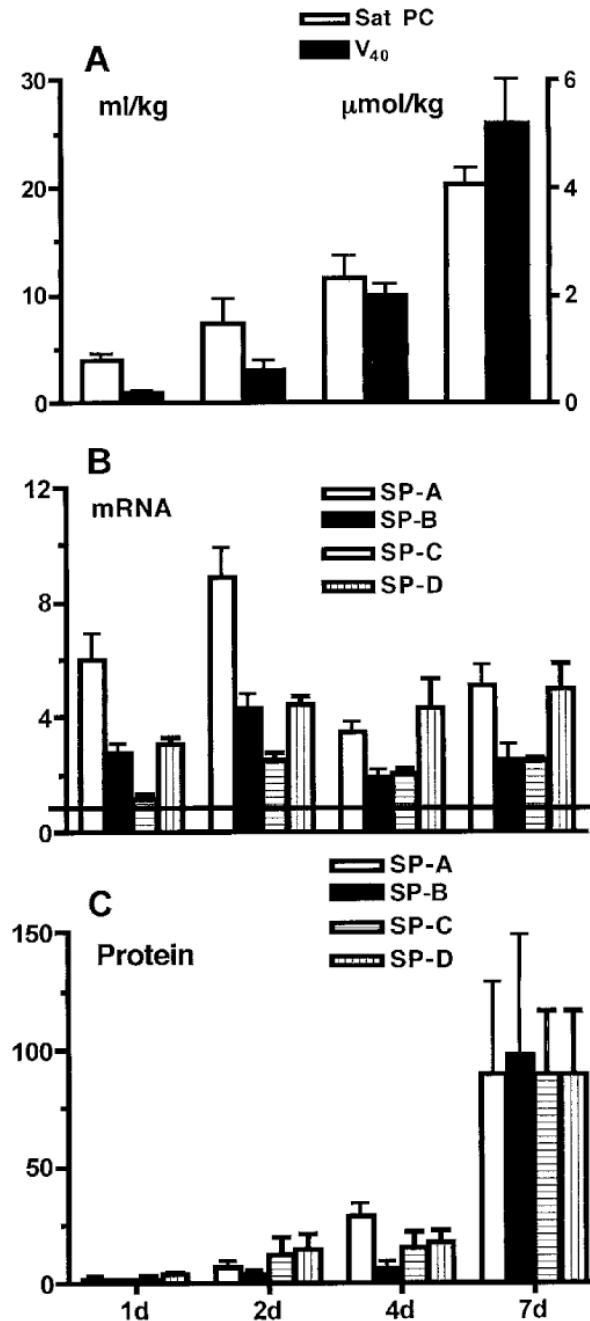 Sat PC
V40
A
ml/kg μmol/kg
30 6
20 4
10 2
0 0
B
mRNA
SP-A
SP-B
SP-C
SP-D
12
8
4
0
C
Protein
SP-A
SP-B
SP-C
SP-D
150
100
50
0
1d 2d 4d 7d